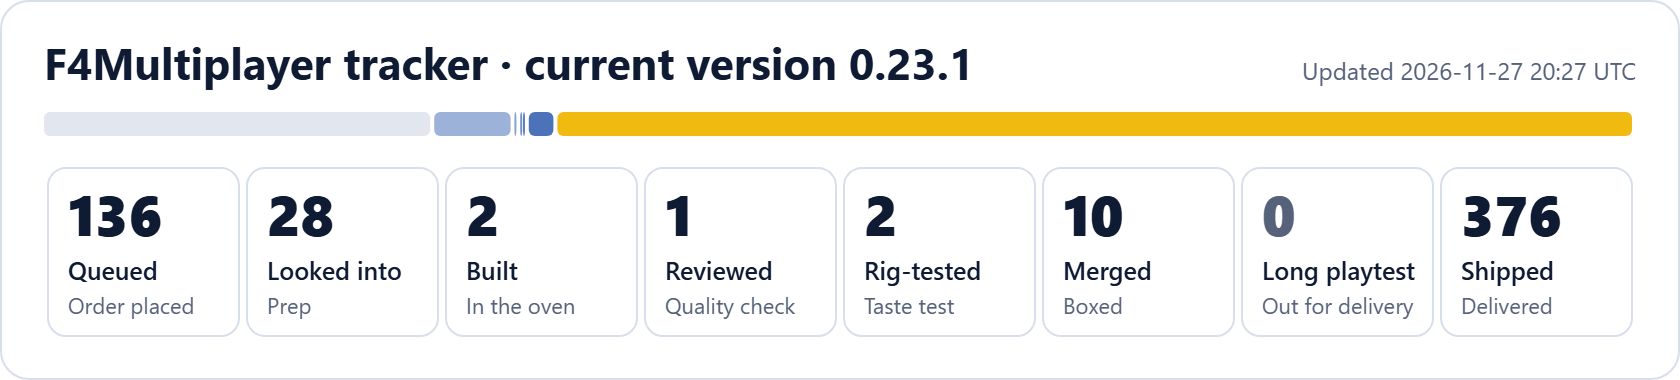 F4Multiplayer tracker · current version 0.23.1
Updated 2026-11-27 20:27 UTC
136
Queued
Order placed
28
Looked into
Prep
2
Built
In the oven
1
Reviewed
Quality check
2
Rig-tested
Taste test
10
Merged
Boxed
0
Long playtest
Out for delivery
376
Shipped
Delivered